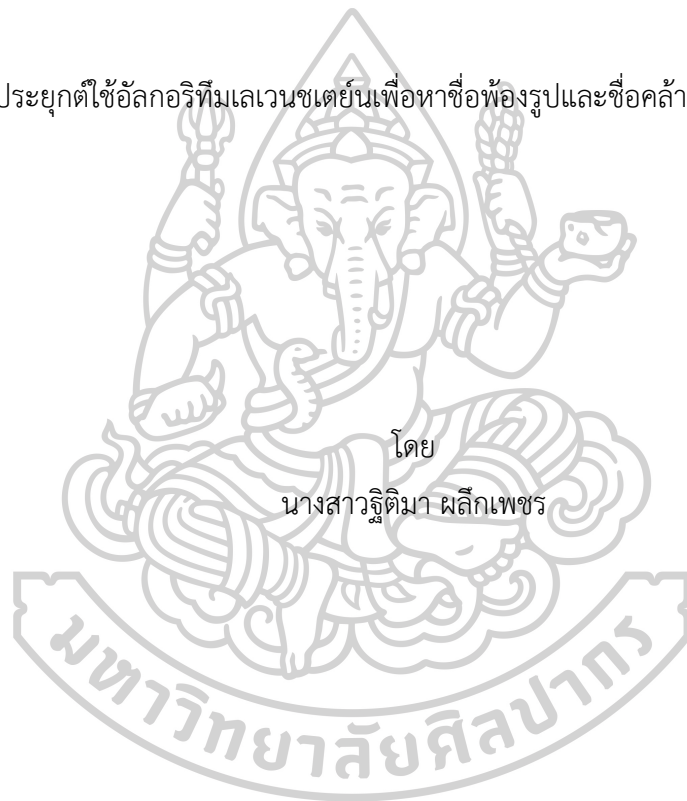 ประยุกต์ใช้อัลกอริทึมเลเวนชเตย์นเพื่อหาชื่อพ้องรูปและชื่อคล้า
โดย
นางสาวฐิติมา ผลึกเพชร
มหาวิทยาลัยศิลปากร